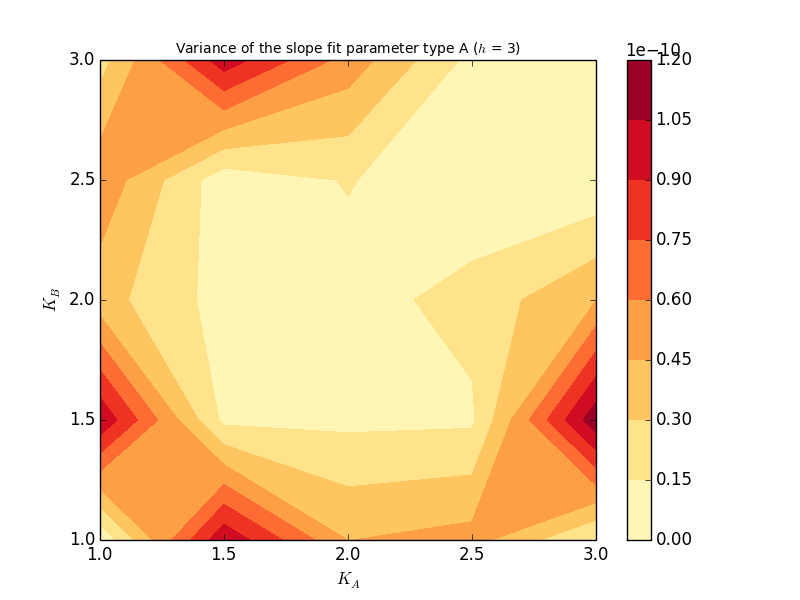 Variance of the slope fit parameter type A (h = 3)
1e−10
3.0
2.5
2.0
1.5
1.0
K_B
1.0 1.5 2.0 2.5 3.0
K_A
1.20
1.05
0.90
0.75
0.60
0.45
0.30
0.15
0.00